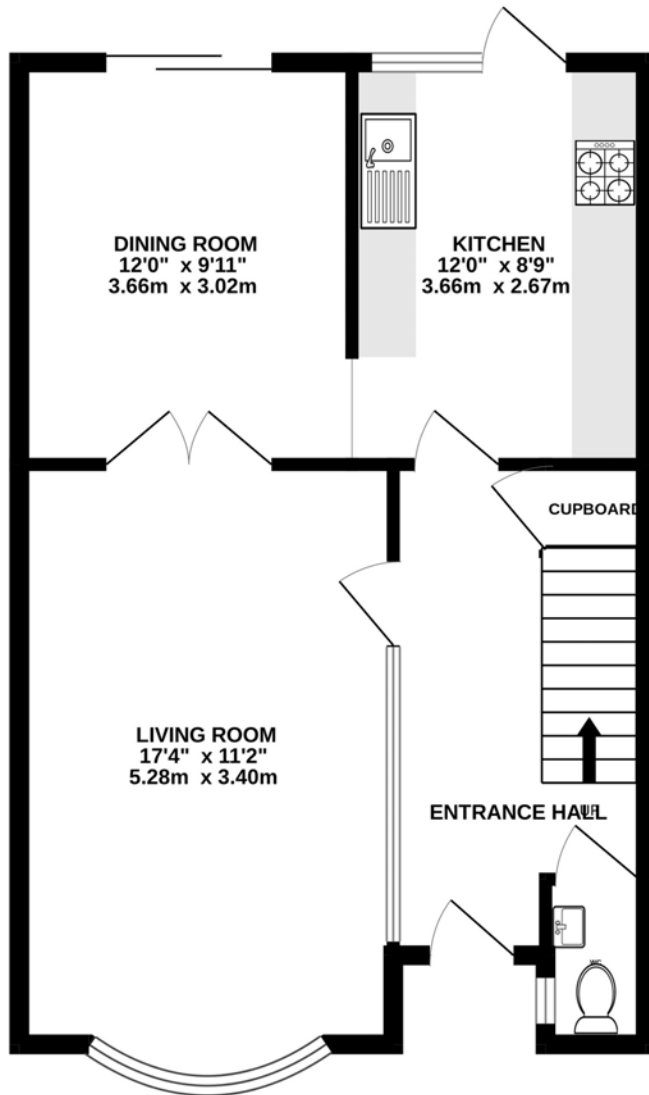 DINING ROOM
12'0" x 9'11"
3.66m x 3.02m
KITCHEN
12'0" x 8'9"
3.66m x 2.67m
CUPBOARD
LIVING ROOM
17'4" x 11'2"
5.28m x 3.40m
ENTRANCE HALL
UP